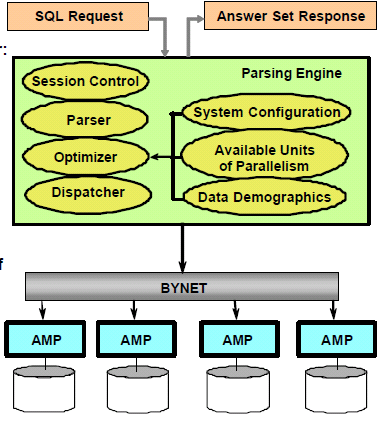 SQL Request
Answer Set Response
r:
Parsing Engine
Session Control
Parser
Optimizer
Dispatcher
System Configuration
Available Units
of Parallelism
Data Demographics
f
BYNET
AMP
AMP
AMP
AMP